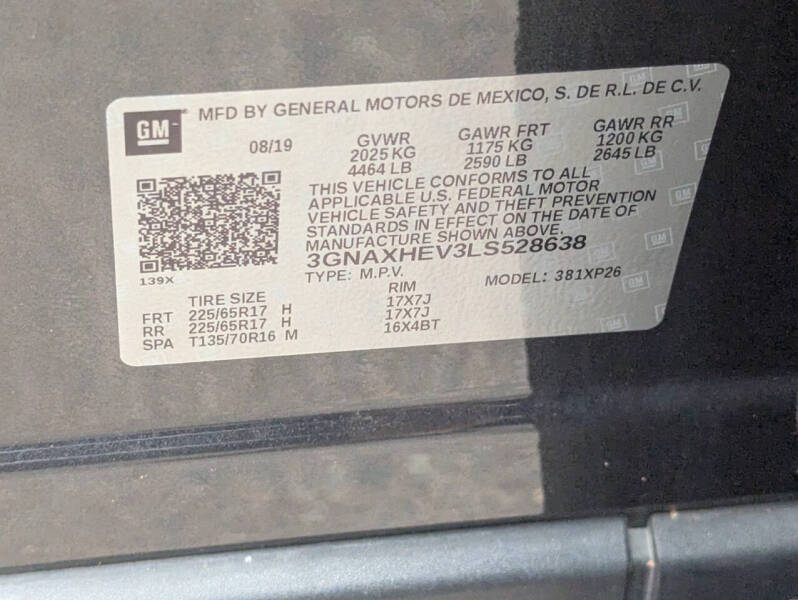 GM MFD BY GENERAL MOTORS DE MEXICO, S. DE R.L. DE C.V.
08/19 GVWR GAWR FRT GAWR RR
2025 KG 1175 KG 1200 KG
4464 LB 2590 LB 2645 LB
THIS VEHICLE CONFORMS TO ALL
APPLICABLE U.S. FEDERAL MOTOR
VEHICLE SAFETY AND THEFT PREVENTION
STANDARDS IN EFFECT ON THE DATE OF
MANUFACTURE SHOWN ABOVE.
3GNAXHEV3LS528638
139X
TYPE: M.P.V. MODEL: 381XP26
TIRE SIZE RIM
FRT 225/65R17 H 17X7J
RR 225/65R17 H 17X7J
SPA T135/70R16 M 16X4BT